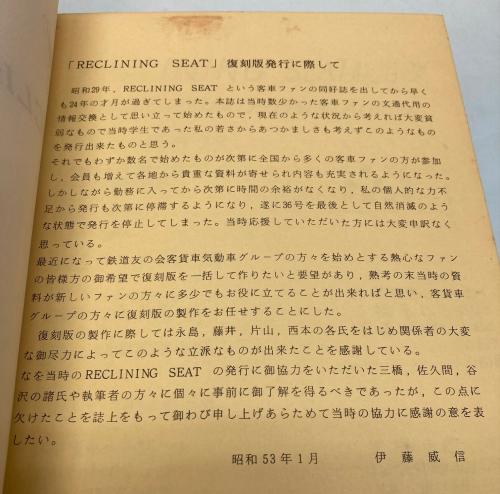 「RECLINING SEAT」復刻版発行に際して
昭和29年，RECLINING SEAT という客車ファンの同好誌を出してから早く
も24年の才月が過ぎてしまった。本誌は当時数少かった客車ファンの文通代用の
情報交換として思い立って始めたもので，現在のような状況から考えれば大変貧
弱なもので当時学生であった私の若さからあつかましさも考えずこのようなもの
を発行出来たものと思う。
それでもわずか数名で始めたものが次第に全国から多くの客車ファンの方が参加
し，会員も増えて各地から貴重な資料が寄せられ内容も充実されるようになった。
しかしながら勤務に入ってから次第に時間の余裕がなくなり，私の個人的な力不
足から発行も次第に停滞するようになり，遂に36号を最後として自然消滅のよう
な状態で発行を停止してしまった。当時応援していただいた方には大変申訳なく
思っている。
最近になって鉄道友の会客貨車気動車グループの方々を始めとする熱心なファン
の皆様方の御希望で復刻版を一括して作りたいと要望があり，熟考の末当時の資
料が新しいファンの方々に多少でもお役に立てることが出来ればと思い，客貨車
グループの方々に復刻版の製作をお任せすることにした。
復刻版の製作に際しては永島，藤井，片山，西本の各氏をはじめ関係者の大変
な御尽力によってこのような立派なものが出来たことを感謝している。
なを当時のRECLINING SEAT の発行に御協力をいただいた三橋，佐久間，谷
沢の諸氏や執筆者の方々に個々に事前に御了解を得るべきであったが，この点に
欠けたことを誌上をもって御わび申し上げあらためて当時の協力に感謝の意を表
したい。
昭和53年1月 伊藤威信